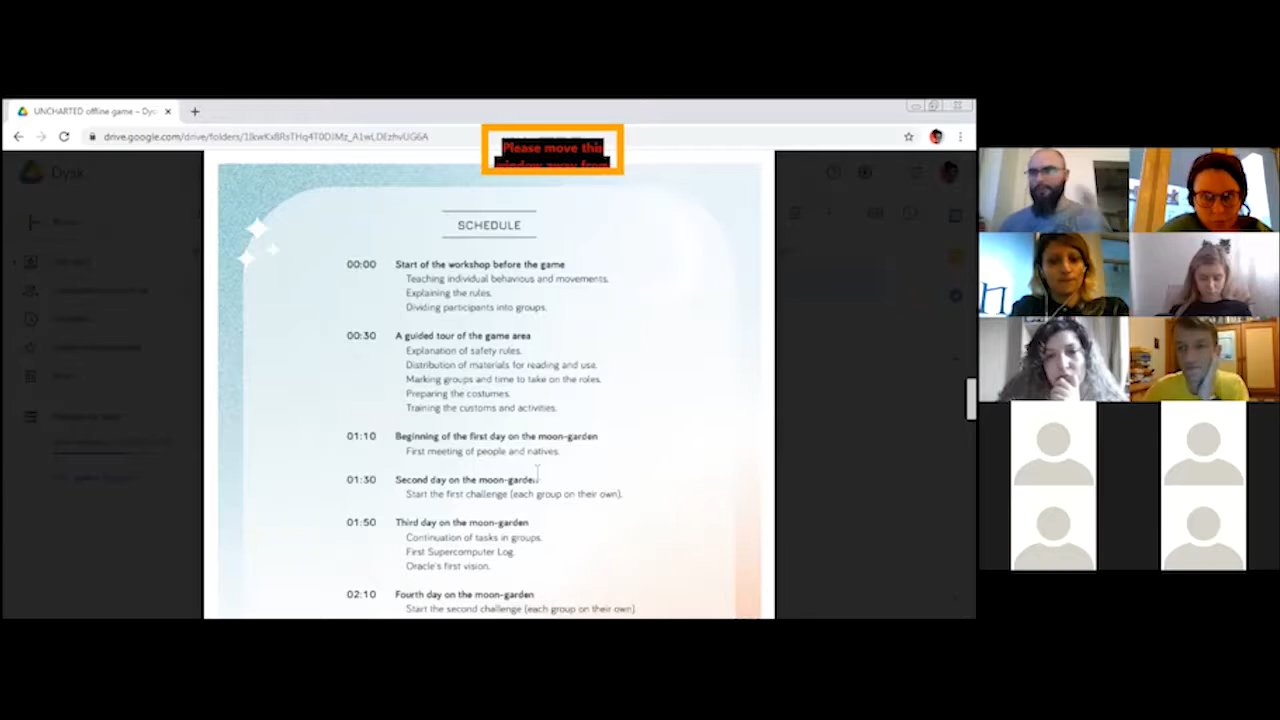 UNCHARTED offline game – Dys
drive.google.com/drive/folders/
Please move this
window away from
Dysk
SCHEDULE
00:00 Start of the workshop before the game
Teaching individual behavious and movements.
Explaining the rules.
Dividing participants into groups.
00:30 A guided tour of the game area
Explanation of safety rules.
Distribution of materials for reading and use.
Marking groups and time to take on the roles.
Preparing the costumes.
Training the customs and activities.
01:10 Beginning of the first day on the moon-garden
First meeting of people and natives.
01:30 Second day on the moon-garden
Start the first challenge (each group on their own).
01:50 Third day on the moon-garden
Continuation of tasks in groups.
First Supercomputer Log.
Oracle's first vision.
02:10 Fourth day on the moon-garden
Start the second challenge (each group on their own)